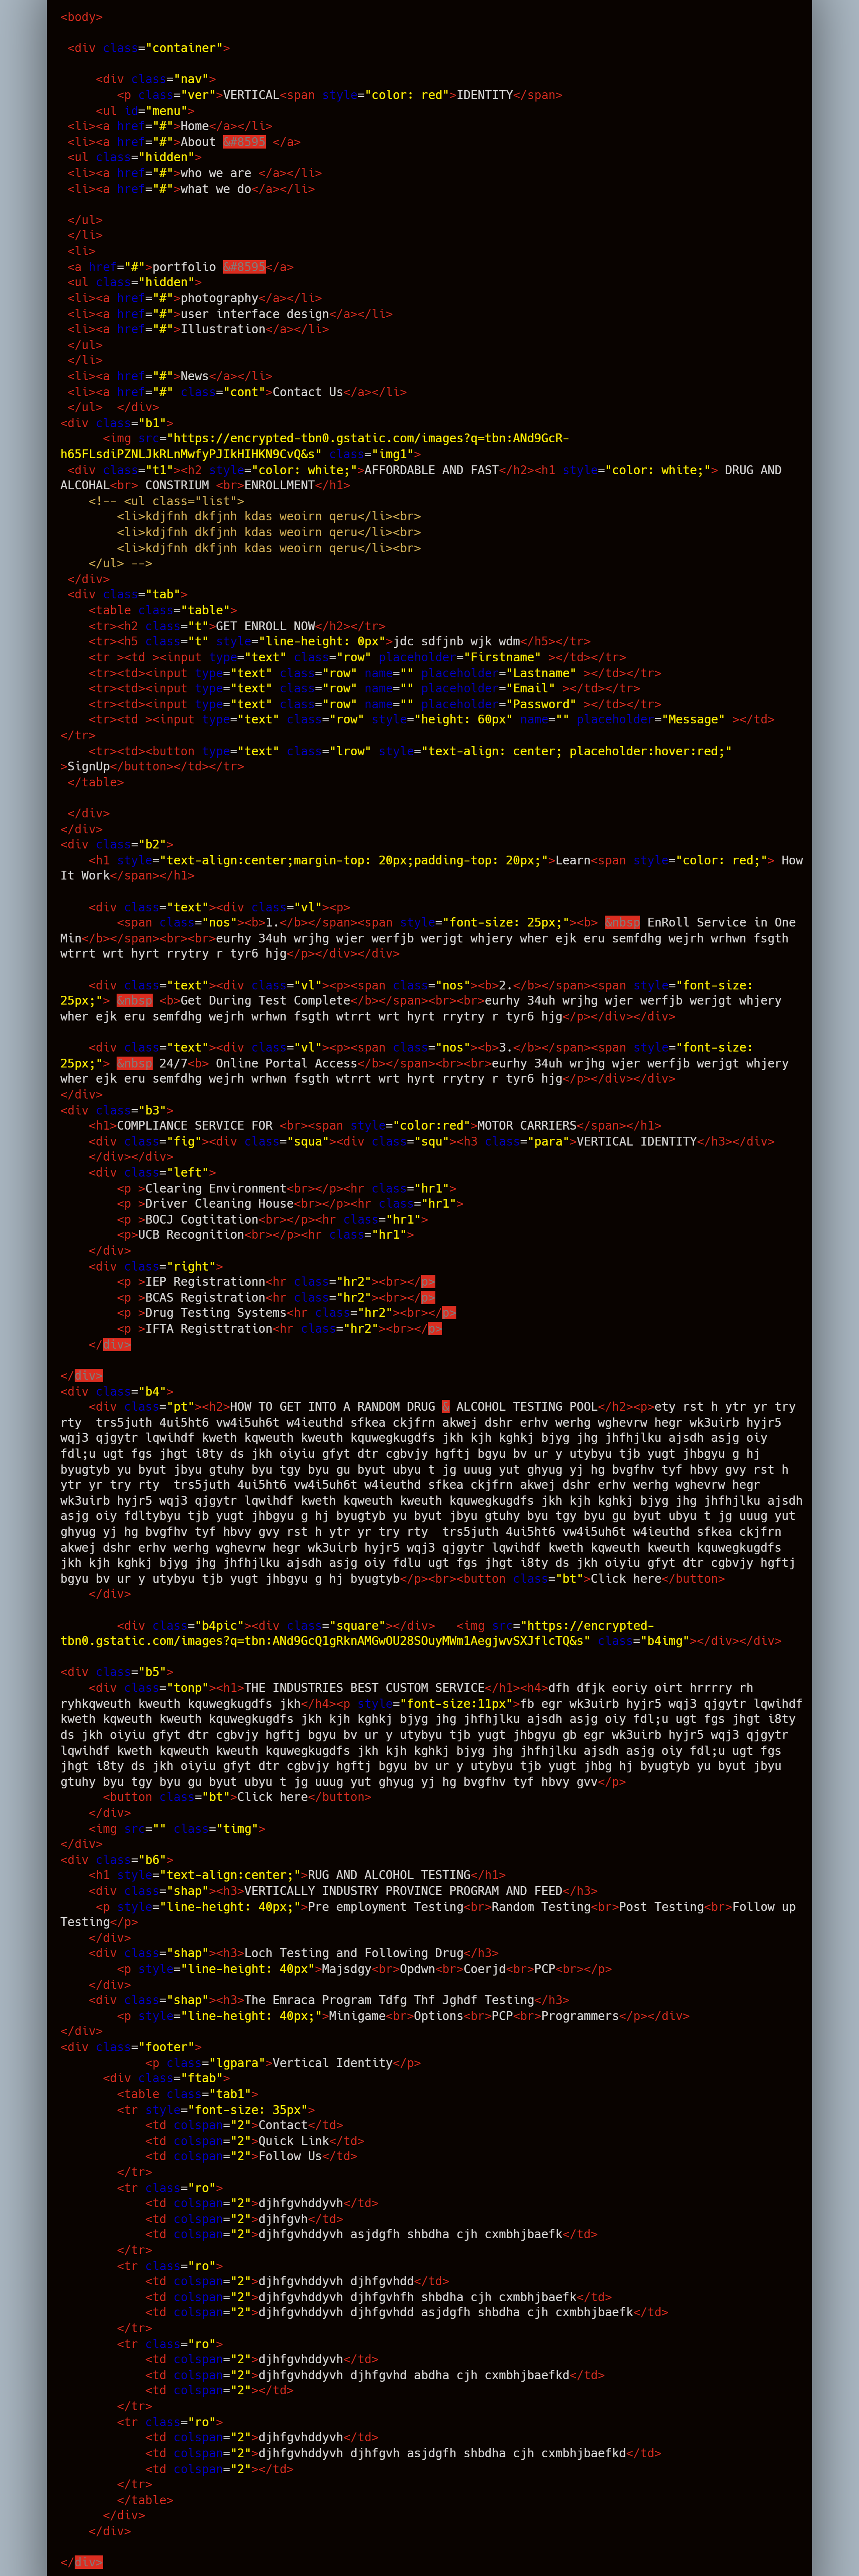 <body>
<div class="container">
<div class="nav">
<p class="ver">VERTICAL<span style="color: red">IDENTITY</span>
<ul id="menu">
<li><a href="#">Home</a></li>
<li><a href="#">About &#8595 </a>
<ul class="hidden">
<li><a href="#">who we are </a></li>
<li><a href="#">what we do</a></li>
</ul>
</li>
<li>
<a href="#">portfolio &#8595</a>
<ul class="hidden">
<li><a href="#">photography</a></li>
<li><a href="#">user interface design</a></li>
<li><a href="#">Illustration</a></li>
</ul>
</li>
<li><a href="#">News</a></li>
<li><a href="#" class="cont">Contact Us</a></li>
</ul>  </div>
<div class="b1">
<img src="https://encrypted-tbn0.gstatic.com/images?q=tbn:ANd9GcR-
h65FLsdiPZNLJkRLnMwfyPJIkHIHKN9CvQ&s" class="img1">
<div class="t1"><h2 style="color: white;">AFFORDABLE AND FAST</h2><h1 style="color: white;"> DRUG AND
ALCOHAL<br> CONSTRIUM <br>ENROLLMENT</h1>
<!-- <ul class="list">
<li>kdjfnh dkfjnh kdas weoirn qeru</li><br>
<li>kdjfnh dkfjnh kdas weoirn qeru</li><br>
<li>kdjfnh dkfjnh kdas weoirn qeru</li><br>
</ul> -->
</div>
<div class="tab">
<table class="table">
<tr><h2 class="t">GET ENROLL NOW</h2></tr>
<tr><h5 class="t" style="line-height: 0px">jdc sdfjnb wjk wdm</h5></tr>
<tr ><td ><input type="text" class="row" placeholder="Firstname" ></td></tr>
<tr><td><input type="text" class="row" name="" placeholder="Lastname" ></td></tr>
<tr><td><input type="text" class="row" name="" placeholder="Email" ></td></tr>
<tr><td><input type="text" class="row" name="" placeholder="Password" ></td></tr>
<tr><td ><input type="text" class="row" style="height: 60px" name="" placeholder="Message" ></td>
</tr>
<tr><td><button type="text" class="lrow" style="text-align: center; placeholder:hover:red;"
>SignUp</button></td></tr>
</table>
</div>
</div>
<div class="b2">
<h1 style="text-align:center;margin-top: 20px;padding-top: 20px;">Learn<span style="color: red;"> How
It Work</span></h1>
<div class="text"><div class="vl"><p>
<span class="nos"><b>1.</b></span><span style="font-size: 25px;"><b> &nbsp EnRoll Service in One
Min</b></span><br><br>eurhy 34uh wrjhg wjer werfjb werjgt whjery wher ejk eru semfdhg wejrh wrhwn fsgth
wtrrt wrt hyrt rrytry r tyr6 hjg</p></div></div>
<div class="text"><div class="vl"><p><span class="nos"><b>2.</b></span><span style="font-size:
25px;"> &nbsp <b>Get During Test Complete</b></span><br><br>eurhy 34uh wrjhg wjer werfjb werjgt whjery
wher ejk eru semfdhg wejrh wrhwn fsgth wtrrt wrt hyrt rrytry r tyr6 hjg</p></div></div>
<div class="text"><div class="vl"><p><span class="nos"><b>3.</b></span><span style="font-size:
25px;"> &nbsp 24/7<b> Online Portal Access</b></span><br><br>eurhy 34uh wrjhg wjer werfjb werjgt whjery
wher ejk eru semfdhg wejrh wrhwn fsgth wtrrt wrt hyrt rrytry r tyr6 hjg</p></div></div>
</div>
<div class="b3">
<h1>COMPLIANCE SERVICE FOR <br><span style="color:red">MOTOR CARRIERS</span></h1>
<div class="fig"><div class="squa"><div class="squ"><h3 class="para">VERTICAL IDENTITY</h3></div>
</div></div>
<div class="left">
<p >Clearing Environment<br></p><hr class="hr1">
<p >Driver Cleaning House<br></p><hr class="hr1">
<p >BOCJ Cogtitation<br></p><hr class="hr1">
<p>UCB Recognition<br></p><hr class="hr1">
</div>
<div class="right">
<p >IEP Registrationn<hr class="hr2"><br></p>
<p >BCAS Registration<hr class="hr2"><br></p>
<p >Drug Testing Systems<hr class="hr2"><br></p>
<p >IFTA Registtration<hr class="hr2"><br></p>
</div>
</div>
<div class="b4">
<div class="pt"><h2>HOW TO GET INTO A RANDOM DRUG & ALCOHOL TESTING POOL</h2><p>ety rst h ytr yr try
rty  trs5juth 4ui5ht6 vw4i5uh6t w4ieuthd sfkea ckjfrn akwej dshr erhv werhg wghevrw hegr wk3uirb hyjr5
wqj3 qjgytr lqwihdf kweth kqweuth kweuth kquwegkugdfs jkh kjh kghkj bjyg jhg jhfhjlku ajsdh asjg oiy
fdl;u ugt fgs jhgt i8ty ds jkh oiyiu gfyt dtr cgbvjy hgftj bgyu bv ur y utybyu tjb yugt jhbgyu g hj
byugtyb yu byut jbyu gtuhy byu tgy byu gu byut ubyu t jg uuug yut ghyug yj hg bvgfhv tyf hbvy gvy rst h
ytr yr try rty  trs5juth 4ui5ht6 vw4i5uh6t w4ieuthd sfkea ckjfrn akwej dshr erhv werhg wghevrw hegr
wk3uirb hyjr5 wqj3 qjgytr lqwihdf kweth kqweuth kweuth kquwegkugdfs jkh kjh kghkj bjyg jhg jhfhjlku ajsdh
asjg oiy fdltybyu tjb yugt jhbgyu g hj byugtyb yu byut jbyu gtuhy byu tgy byu gu byut ubyu t jg uuug yut
ghyug yj hg bvgfhv tyf hbvy gvy rst h ytr yr try rty  trs5juth 4ui5ht6 vw4i5uh6t w4ieuthd sfkea ckjfrn
akwej dshr erhv werhg wghevrw hegr wk3uirb hyjr5 wqj3 qjgytr lqwihdf kweth kqweuth kweuth kquwegkugdfs
jkh kjh kghkj bjyg jhg jhfhjlku ajsdh asjg oiy fdlu ugt fgs jhgt i8ty ds jkh oiyiu gfyt dtr cgbvjy hgftj
bgyu bv ur y utybyu tjb yugt jhbgyu g hj byugtyb</p><br><button class="bt">Click here</button>
</div>
<div class="b4pic"><div class="square"></div>   <img src="https://encrypted-
tbn0.gstatic.com/images?q=tbn:ANd9GcQ1gRknAMGwOU28SOuyMWm1AegjwvSXJflcTQ&s" class="b4img"></div></div>
<div class="b5">
<div class="tonp"><h1>THE INDUSTRIES BEST CUSTOM SERVICE</h1><h4>dfh dfjk eoriy oirt hrrrry rh
ryhkqweuth kweuth kquwegkugdfs jkh</h4><p style="font-size:11px">fb egr wk3uirb hyjr5 wqj3 qjgytr lqwihdf
kweth kqweuth kweuth kquwegkugdfs jkh kjh kghkj bjyg jhg jhfhjlku ajsdh asjg oiy fdl;u ugt fgs jhgt i8ty
ds jkh oiyiu gfyt dtr cgbvjy hgftj bgyu bv ur y utybyu tjb yugt jhbgyu gb egr wk3uirb hyjr5 wqj3 qjgytr
lqwihdf kweth kqweuth kweuth kquwegkugdfs jkh kjh kghkj bjyg jhg jhfhjlku ajsdh asjg oiy fdl;u ugt fgs
jhgt i8ty ds jkh oiyiu gfyt dtr cgbvjy hgftj bgyu bv ur y utybyu tjb yugt jhbg hj byugtyb yu byut jbyu
gtuhy byu tgy byu gu byut ubyu t jg uuug yut ghyug yj hg bvgfhv tyf hbvy gvv</p>
<button class="bt">Click here</button>
</div>
<img src="" class="timg">
</div>
<div class="b6">
<h1 style="text-align:center;">RUG AND ALCOHOL TESTING</h1>
<div class="shap"><h3>VERTICALLY INDUSTRY PROVINCE PROGRAM AND FEED</h3>
<p style="line-height: 40px;">Pre employment Testing<br>Random Testing<br>Post Testing<br>Follow up
Testing</p>
</div>
<div class="shap"><h3>Loch Testing and Following Drug</h3>
<p style="line-height: 40px">Majsdgy<br>Opdwn<br>Coerjd<br>PCP<br></p>
</div>
<div class="shap"><h3>The Emraca Program Tdfg Thf Jghdf Testing</h3>
<p style="line-height: 40px;">Minigame<br>Options<br>PCP<br>Programmers</p></div>
</div>
<div class="footer">
<p class="lgpara">Vertical Identity</p>
<div class="ftab">
<table class="tab1">
<tr style="font-size: 35px">
<td colspan="2">Contact</td>
<td colspan="2">Quick Link</td>
<td colspan="2">Follow Us</td>
</tr>
<tr class="ro">
<td colspan="2">djhfgvhddyvh</td>
<td colspan="2">djhfgvh</td>
<td colspan="2">djhfgvhddyvh asjdgfh shbdha cjh cxmbhjbaefk</td>
</tr>
<tr class="ro">
<td colspan="2">djhfgvhddyvh djhfgvhdd</td>
<td colspan="2">djhfgvhddyvh djhfgvhfh shbdha cjh cxmbhjbaefk</td>
<td colspan="2">djhfgvhddyvh djhfgvhdd asjdgfh shbdha cjh cxmbhjbaefk</td>
</tr>
<tr class="ro">
<td colspan="2">djhfgvhddyvh</td>
<td colspan="2">djhfgvhddyvh djhfgvhd abdha cjh cxmbhjbaefkd</td>
<td colspan="2"></td>
</tr>
<tr class="ro">
<td colspan="2">djhfgvhddyvh</td>
<td colspan="2">djhfgvhddyvh djhfgvh asjdgfh shbdha cjh cxmbhjbaefkd</td>
<td colspan="2"></td>
</tr>
</table>
</div>
</div>
</div>